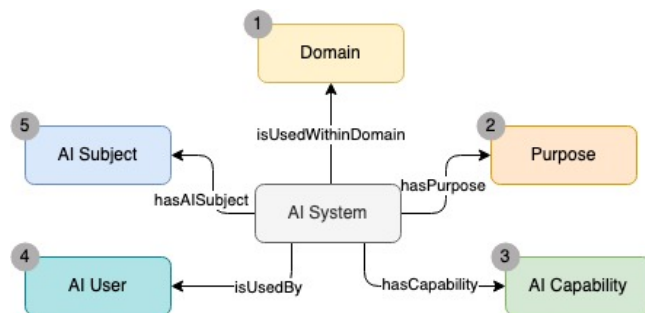 1
Domain
isUsedWithinDomain
5
AI Subject
2
Purpose
hasAISubject
AI System
hasPurpose
4
AI User
isUsedBy
hasCapability
3
AI Capability